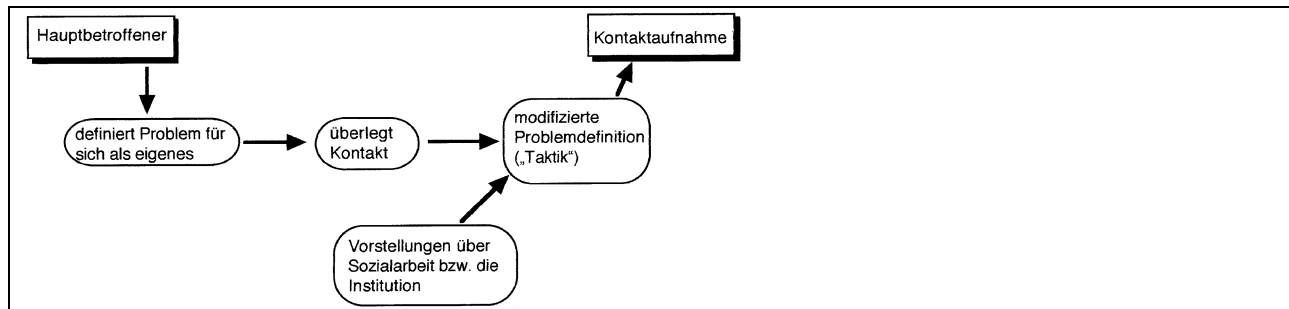 Hauptbetroffener
Kontaktaufnahme
definiert Problem für
sich als eigenes
überlegt
Kontakt
modifizierte
Problemdefinition
(„Taktik“)
Vorstellungen über
Sozialarbeit bzw. die
Institution